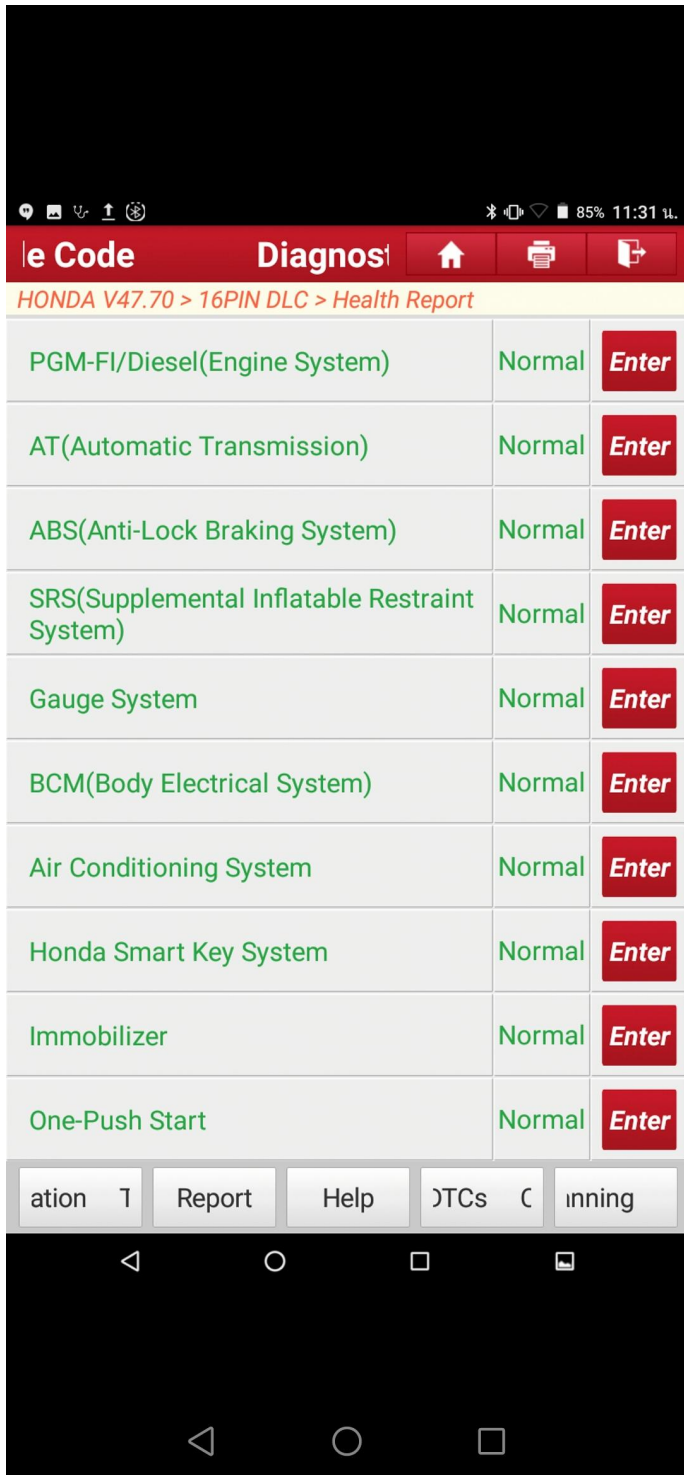 85% 11:31 น.
le Code Diagnost
HONDA V47.70 > 16PIN DLC > Health Report
PGM-FI/Diesel(Engine System) Normal Enter
AT(Automatic Transmission) Normal Enter
ABS(Anti-Lock Braking System) Normal Enter
SRS(Supplemental Inflatable Restraint
System) Normal Enter
Gauge System Normal Enter
BCM(Body Electrical System) Normal Enter
Air Conditioning System Normal Enter
Honda Smart Key System Normal Enter
Immobilizer Normal Enter
One-Push Start Normal Enter
ation T Report Help DTCs C anning